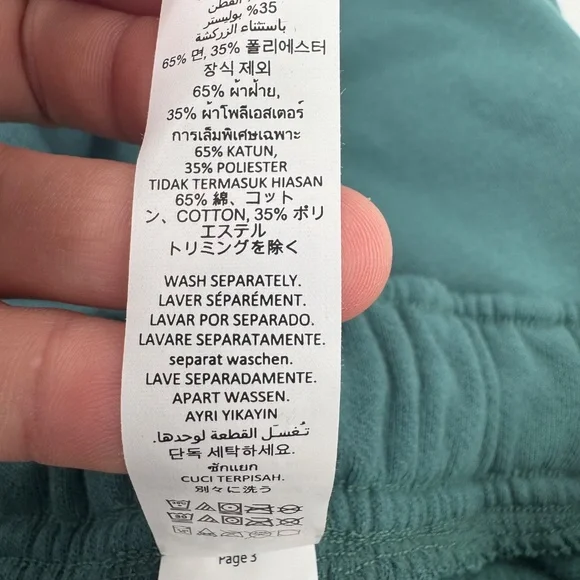 القطن
%35 بوليستر
باستثناء الزركشة
65% 면, 35% 폴리에스터
장식 제외
65% ผ้าฝ้าย,
35% ผ้าโพลีเอสเตอร์
การเล็มพิเศษเฉพาะ
65% KATUN,
35% POLIESTER
TIDAK TERMASUK HIASAN
65% 綿、コット
ン、COTTON, 35% ポリ
エステル
トリミングを除く
WASH SEPARATELY.
LAVER SÉPARÉMENT.
LAVAR POR SEPARADO.
LAVARE SEPARATAMENTE.
separat waschen.
LAVE SEPARADAMENTE.
APART WASSEN.
AYRI YIKAYIN
تُغسَل القطعة لوحدها.
단독 세탁하세요.
ซักแยก
CUCI TERPISAH.
別々に洗う
Page 3